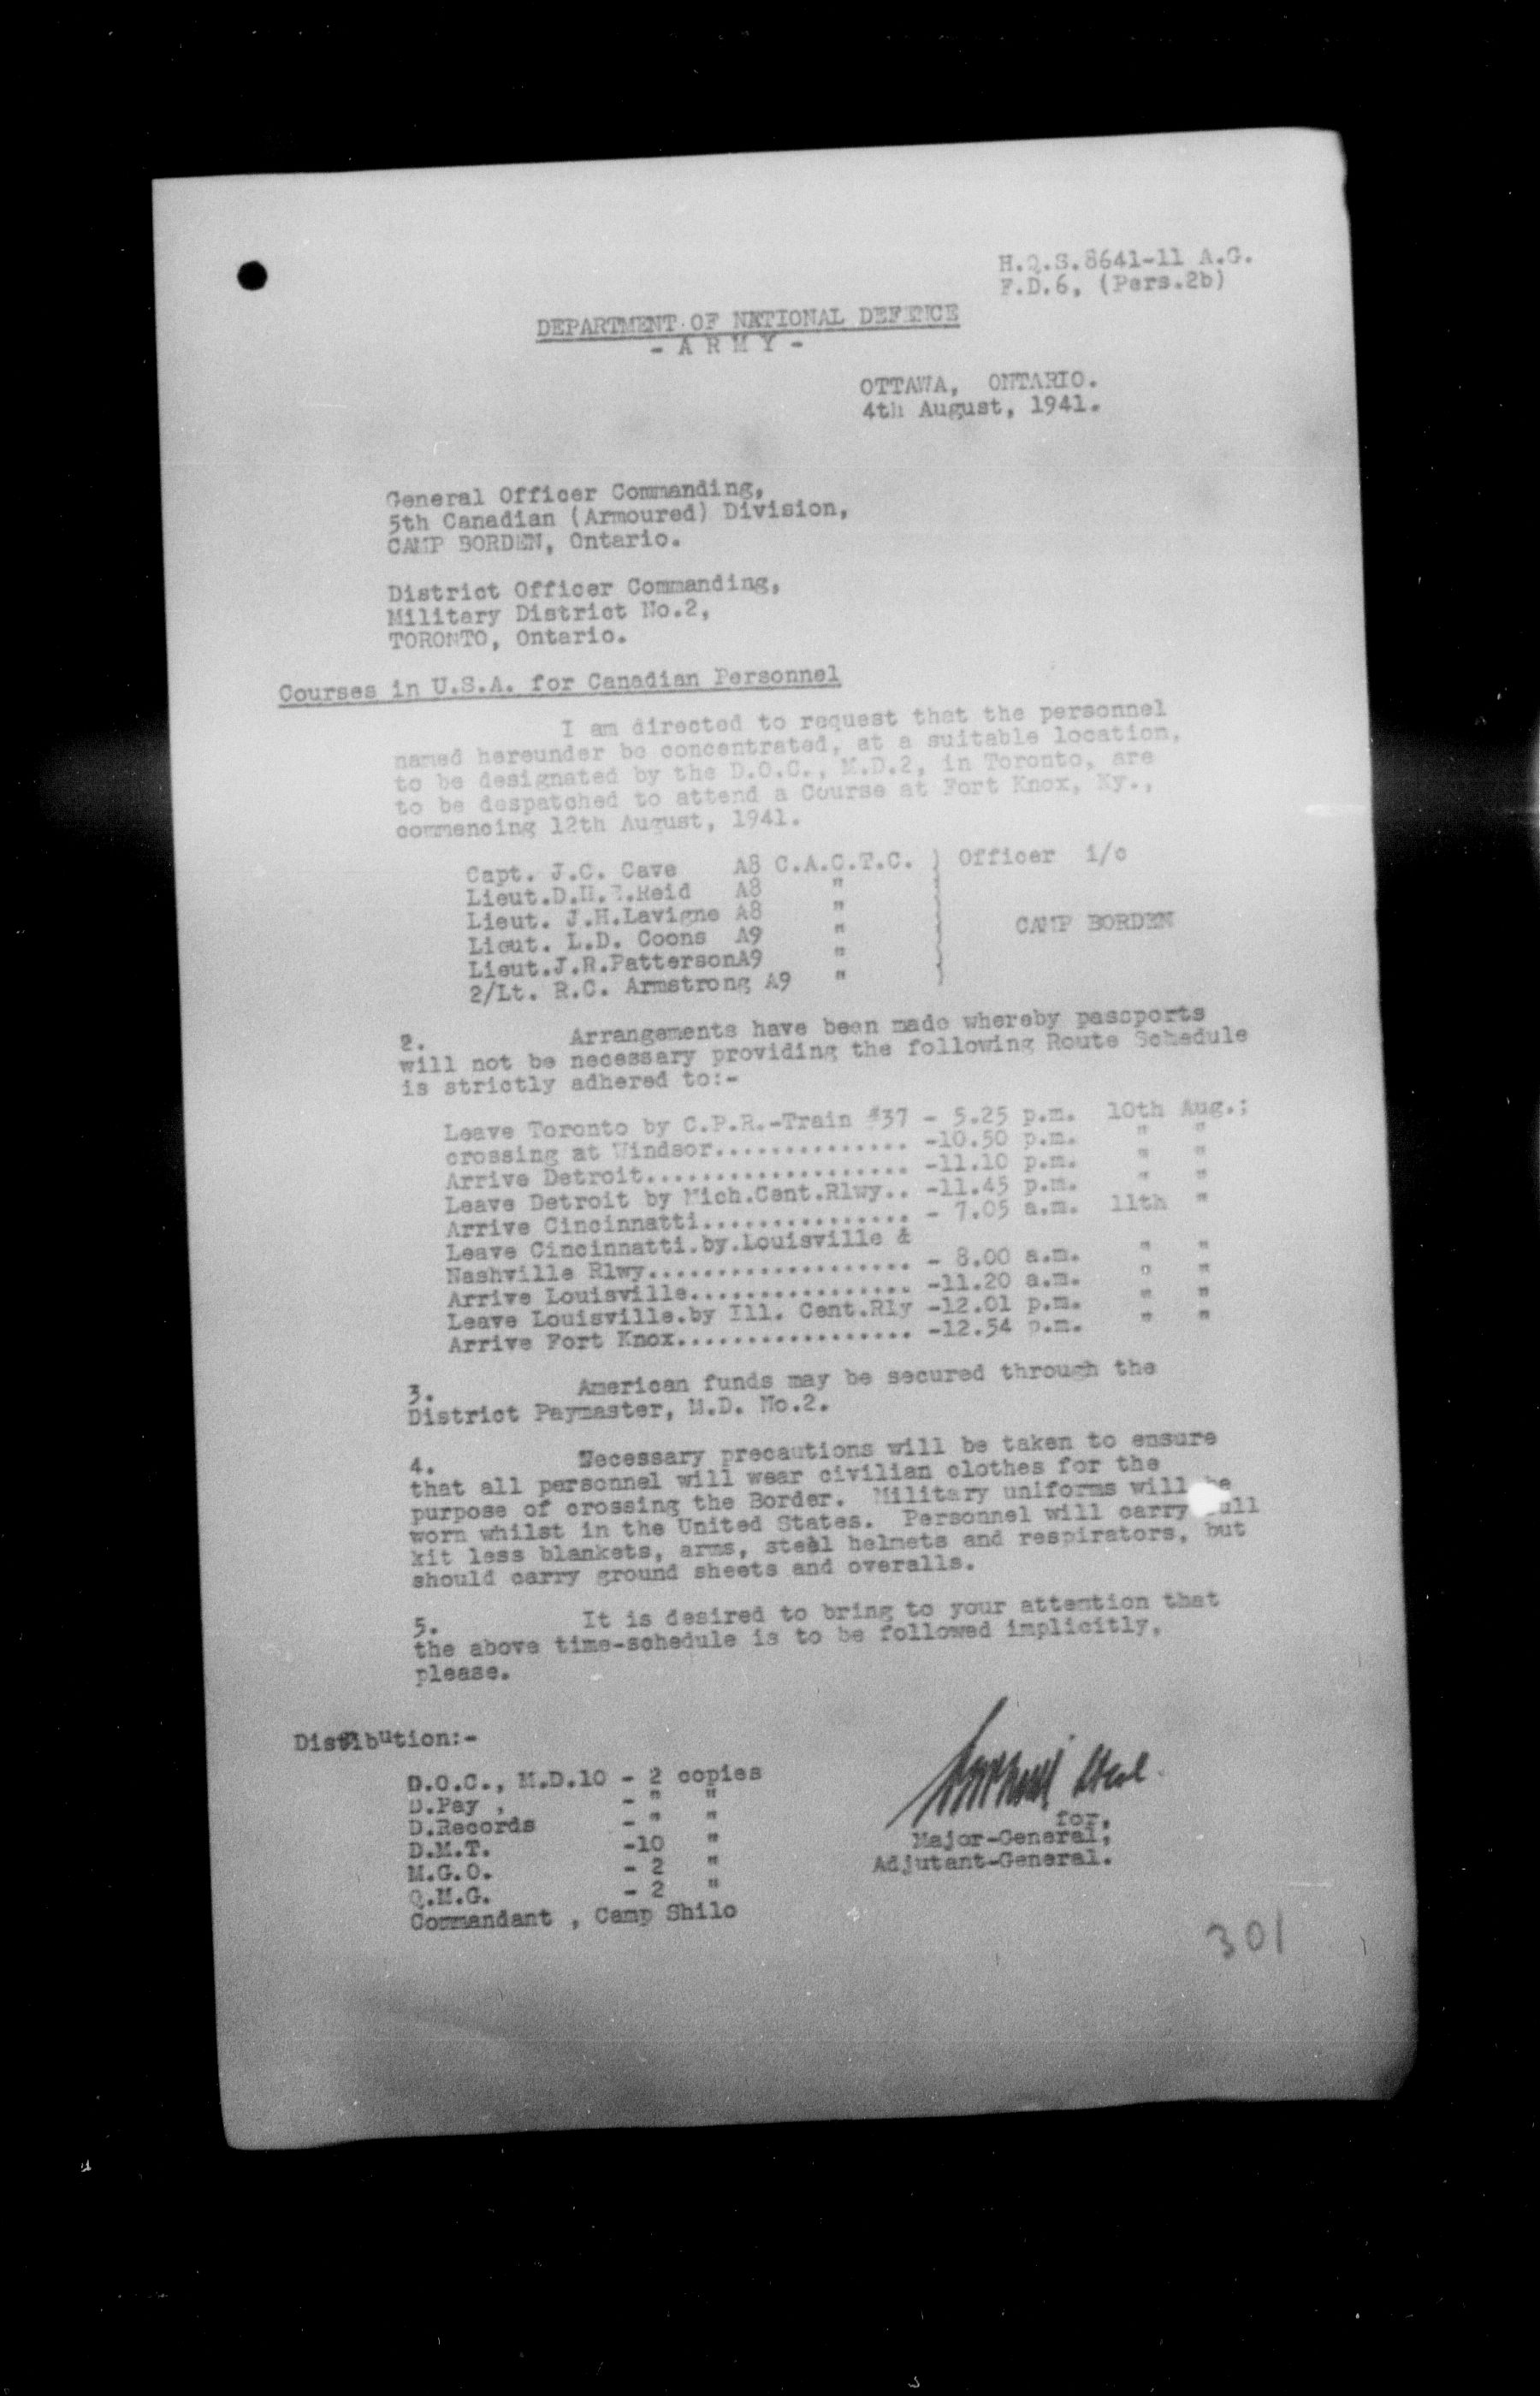 H.Q.S.8641-11 A.G.
F.D.6, (Pers.2b)
DEPARTMENT OF NATIONAL DEFENCE
- A R M Y -
OTTAWA, ONTARIO.
4th August, 1941.
General Officer Commanding,
5th Canadian (Armoured) Division,
CAMP BORDEN, Ontario.
District Officer Commanding,
Military District No.2,
TORONTO, Ontario.
Courses in U.S.A. for Canadian Personnel
I am directed to request that the personnel
named hereunder be concentrated, at a suitable location,
to be designated by the D.O.C., M.D.2, in Toronto, are
to be despatched to attend a Course at Fort Knox, Ky.,
commencing 12th August, 1941.
Capt. J.C. Cave A8 C.A.C.T.C. ) Officer i/c
Lieut.D.H. .Reid A8 " )
Lieut. J.H.Lavigne A8 " )
Lieut. L.D. Coons A9 " ) CAMP BORDEN
Lieut.J.R.PattersonA9 " )
2/Lt. R.C. Armstrong A9 " )
2. Arrangements have been made whereby passports
will not be necessary providing the following Route Schedule
is strictly adhered to:-
Leave Toronto by C.P.R.-Train #37 - 5.25 p.m. 10th Aug.;
crossing at Windsor............... -10.50 p.m. " "
Arrive Detroit.................... -11.10 p.m. " "
Leave Detroit by Mich.Cent.Rlwy.. -11.45 p.m. " "
Arrive Cincinnatti................ - 7.05 a.m. 11th "
Leave Cincinnatti.by.Louisville &
Nashville Rlwy.................... - 8.00 a.m. " "
Arrive Louisville................. -11.20 a.m. " "
Leave Louisville.by Ill. Cent.Rly -12.01 p.m. " "
Arrive Fort Knox.................. -12.54 p.m. " "
3. American funds may be secured through the
District Paymaster, M.D. No.2.
4. Necessary precautions will be taken to ensure
that all personnel will wear civilian clothes for the
purpose of crossing the Border. Military uniforms will be
worn whilst in the United States. Personnel will carry full
kit less blankets, arms, steel helmets and respirators, but
should carry ground sheets and overalls.
5. It is desired to bring to your attention that
the above time-schedule is to be followed implicitly,
please.
Distibution:-
D.O.C., M.D.10 - 2 copies
D.Pay , - " "
D.Records - " "
D.M.T. -10 "
M.G.O. - 2 "
Q.M.G. - 2 "
Commandant , Camp Shilo
for,
Major-General,
Adjutant-General.
301